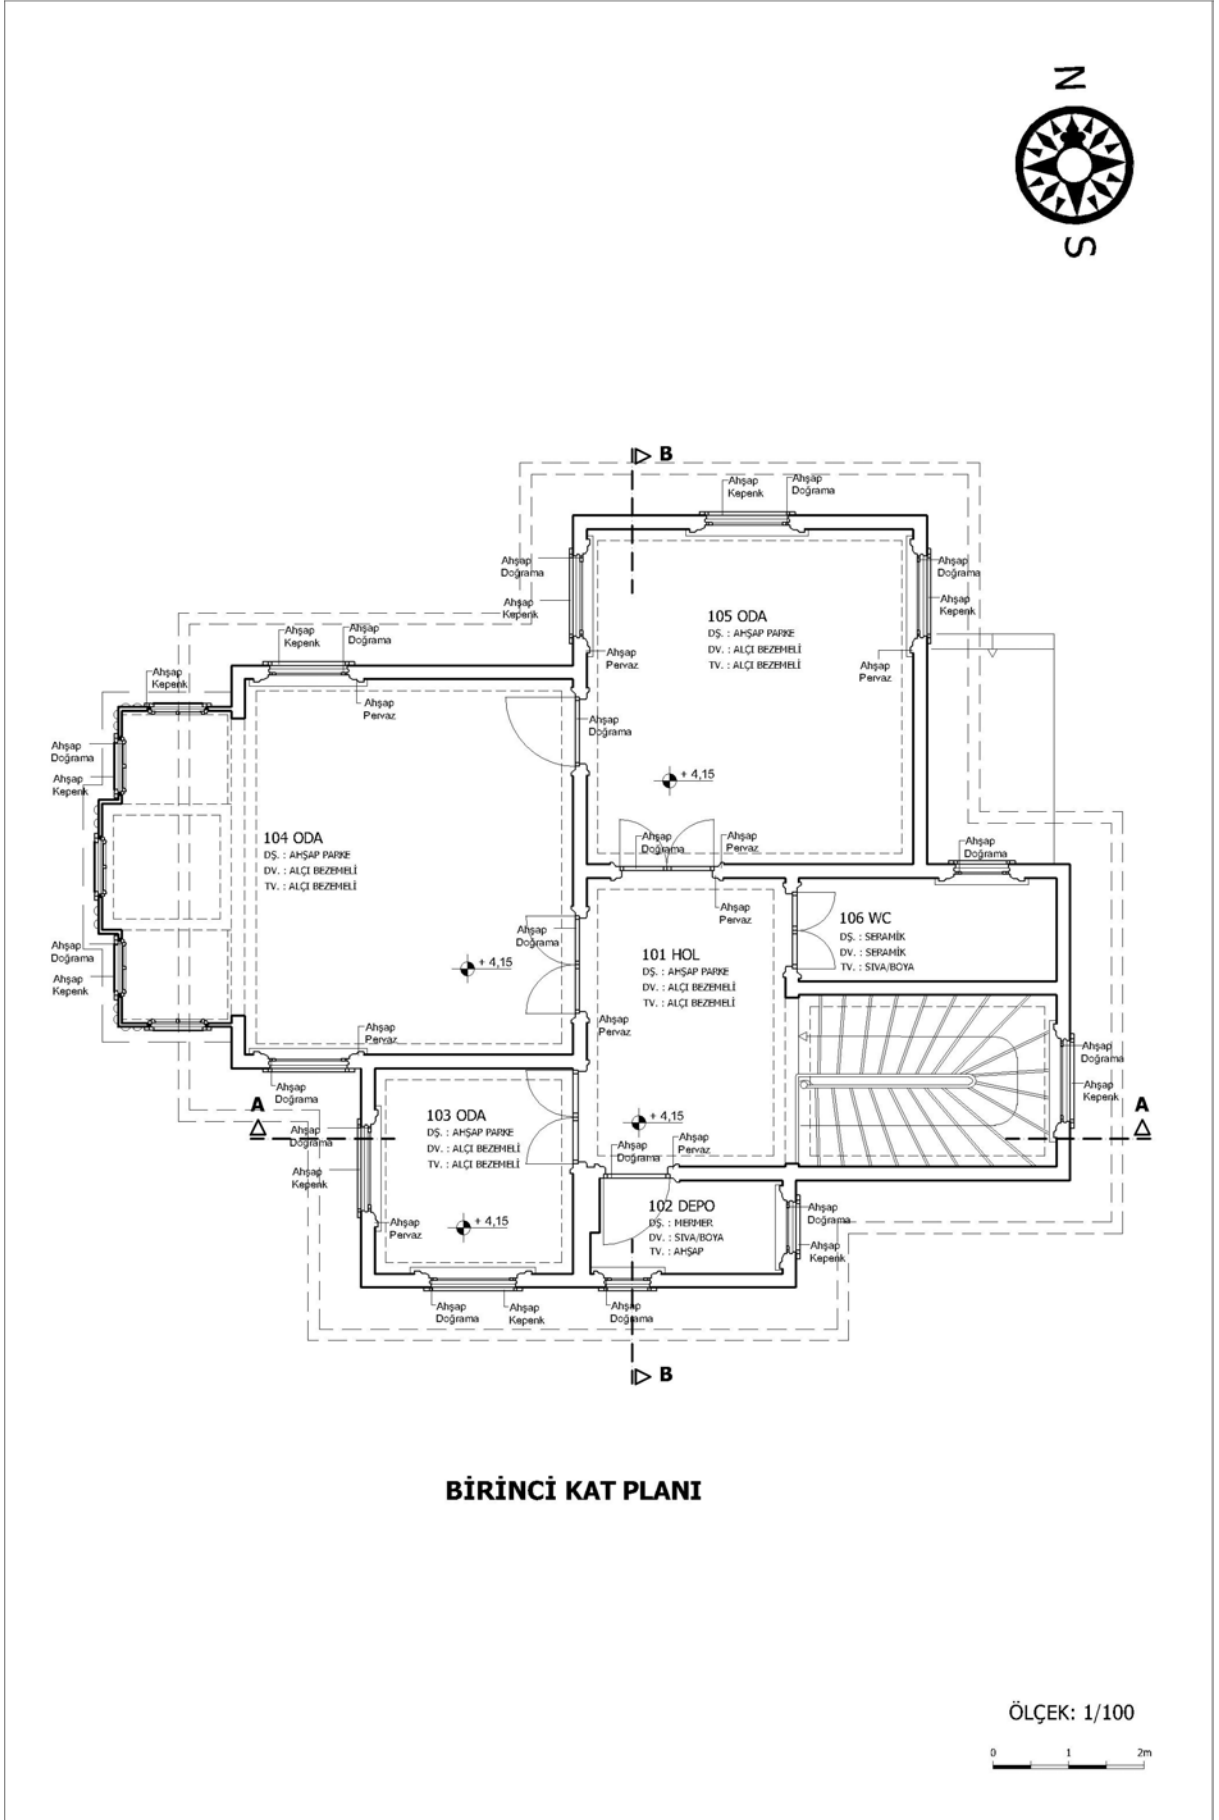 N
S
B
Ahşap
Kepenk
Ahşap
Doğrama
Ahşap
Doğrama
Ahşap
Doğrama
Ahşap
Kepenk
Ahşap
Kepenk
105 ODA
DŞ. : AHŞAP PARKE
DV. : ALÇI BEZEMELİ
TV. : ALÇI BEZEMELİ
Ahşap
Kepenk
Ahşap
Doğrama
Ahşap
Pervaz
Ahşap
Pervaz
Ahşap
Kepenk
Ahşap
Pervaz
Ahşap
Doğrama
Ahşap
Doğrama
Ahşap
Kepenk
+ 4,15
104 ODA
DŞ. : AHŞAP PARKE
DV. : ALÇI BEZEMELİ
TV. : ALÇI BEZEMELİ
Ahşap
Doğrama
Ahşap
Pervaz
Ahşap
Doğrama
Ahşap
Pervaz
106 WC
DŞ. : SERAMİK
DV. : SERAMİK
TV. : SIVA/BOYA
Ahşap
Doğrama
Ahşap
Doğrama
Ahşap
Kepenk
+ 4,15
101 HOL
DŞ. : AHŞAP PARKE
DV. : ALÇI BEZEMELİ
TV. : ALÇI BEZEMELİ
Ahşap
Pervaz
Ahşap
Pervaz
Ahşap
Doğrama
Ahşap
Kepenk
Ahşap
Doğrama
A
A
103 ODA
DŞ. : AHŞAP PARKE
DV. : ALÇI BEZEMELİ
TV. : ALÇI BEZEMELİ
+ 4,15
Ahşap
Doğrama
Ahşap
Doğrama
Ahşap
Pervaz
Ahşap
Kepenk
Ahşap
Pervaz
+ 4,15
102 DEPO
DŞ. : MERMER
DV. : SIVA/BOYA
TV. : AHŞAP
Ahşap
Doğrama
Ahşap
Kepenk
Ahşap
Doğrama
Ahşap
Kepenk
Ahşap
Doğrama
B
BİRİNCİ KAT PLANI
ÖLÇEK: 1/100
0 1 2m